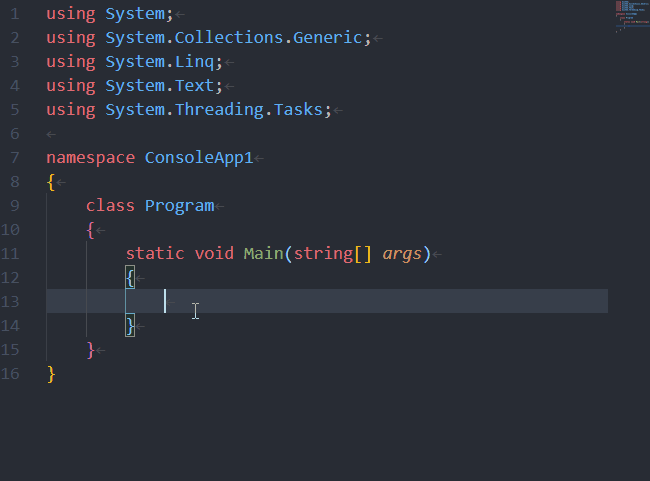 1 using System;←
2 using System.Collections.Generic;←
3 using System.Linq;←
4 using System.Text;←
5 using System.Threading.Tasks;←
6 ←
7 namespace ConsoleApp1←
8 {←
9 class Program←
10 {←
11 static void Main(string[] args)←
12 {←
13 ←
14 }←
15 }←
16 }